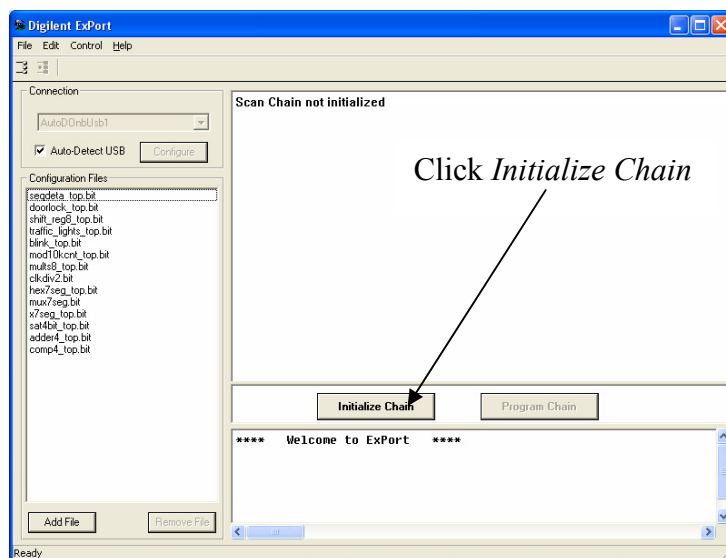 Digilent ExPort
File Edit Control Help
Connection
AutoDOnbUsb1
Auto-Detect USB
Configure
Configuration Files
seqdeta_top.bit
doorlock_top.bit
shift_reg8_top.bit
traffic_lights_top.bit
blink_top.bit
mod10kcnt_top.bit
mults8_top.bit
clkdiv2.bit
hex7seg_top.bit
mux7seg.bit
x7seg_top.bit
sat4bit_top.bit
adder4_top.bit
comp4_top.bit
Add File
Remove File
Scan Chain not initialized
Click Initialize Chain
Initialize Chain
Program Chain
**** Welcome to ExPort ****
Ready